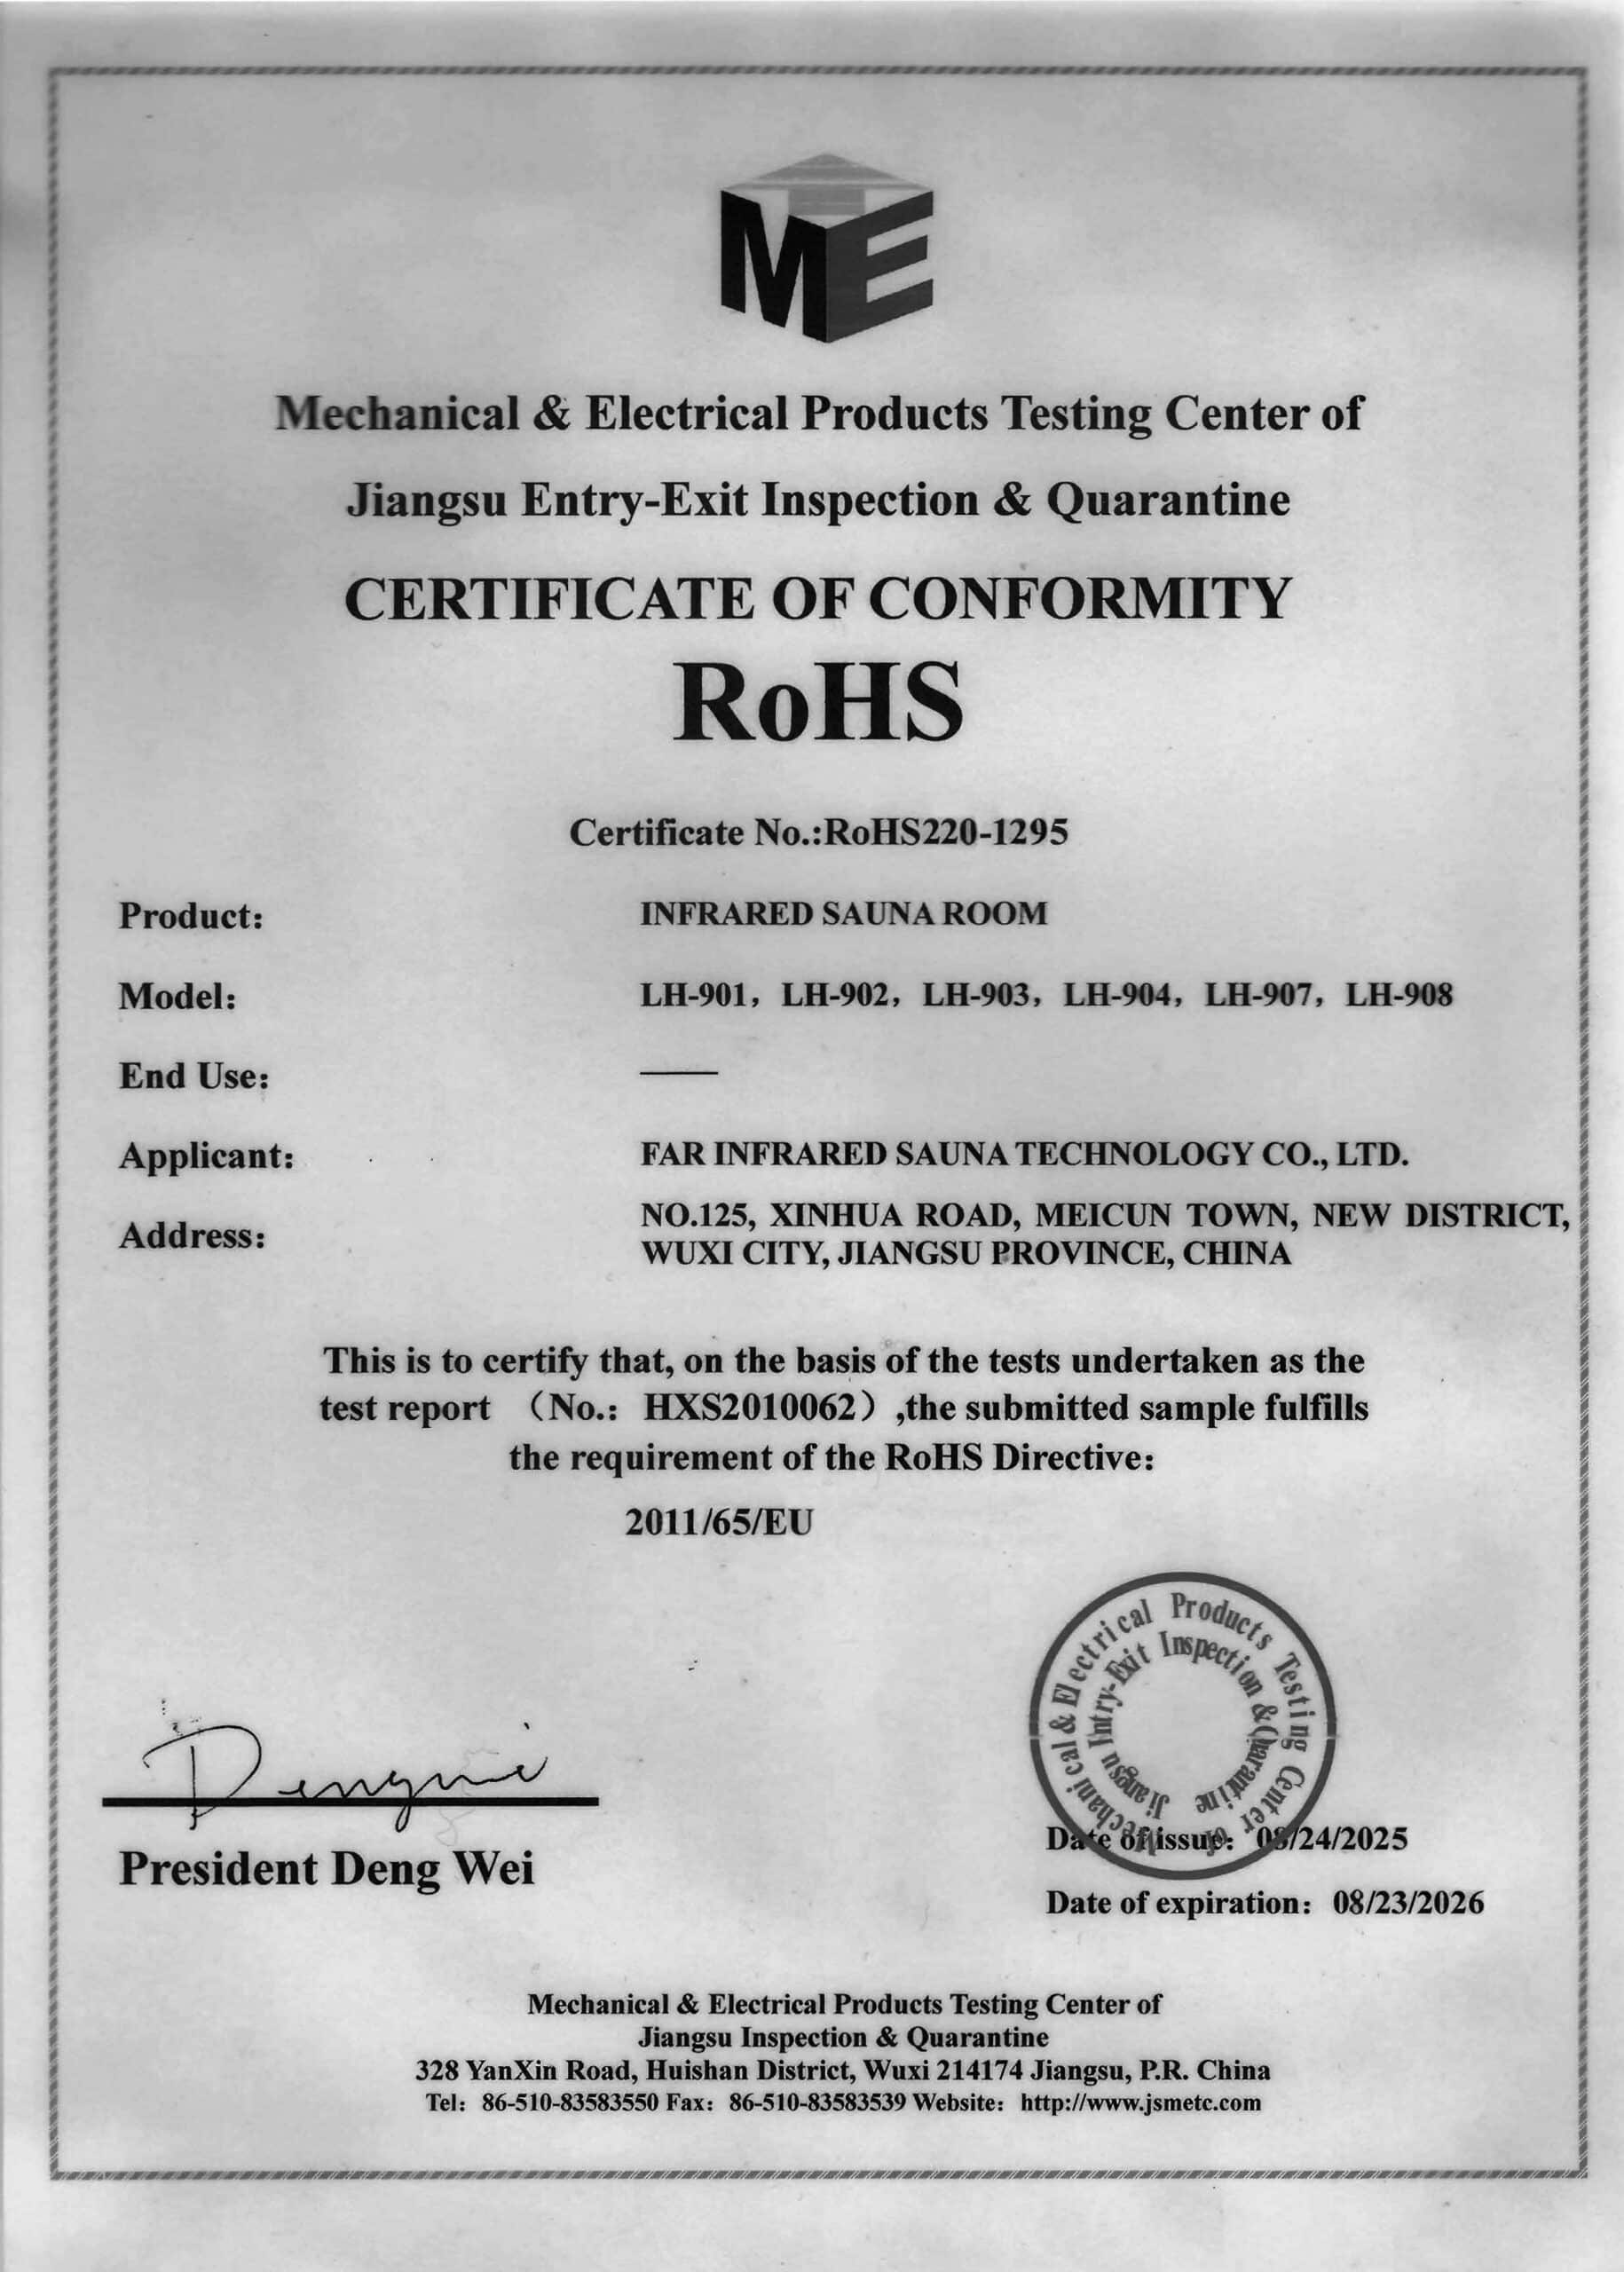 ME
Mechanical & Electrical Products Testing Center of
Jiangsu Entry-Exit Inspection & Quarantine
CERTIFICATE OF CONFORMITY
RoHS
Certificate No.:RoHS220-1295
Product: INFRARED SAUNA ROOM
Model: LH-901, LH-902, LH-903, LH-904, LH-907, LH-908
End Use: ——
Applicant: FAR INFRARED SAUNA TECHNOLOGY CO., LTD.
Address: NO.125, XINHUA ROAD, MEICUN TOWN, NEW DISTRICT,
WUXI CITY, JIANGSU PROVINCE, CHINA
This is to certify that, on the basis of the tests undertaken as the
test report （No.: HXS2010062）,the submitted sample fulfills
the requirement of the RoHS Directive:
2011/65/EU
Mechanical & Electrical Products Testing Center of
Jiangsu Entry-Exit Inspection & Quarantine
Dengwei
President Deng Wei
Date of issue: 08/24/2025
Date of expiration: 08/23/2026
Mechanical & Electrical Products Testing Center of
Jiangsu Inspection & Quarantine
328 YanXin Road, Huishan District, Wuxi 214174 Jiangsu, P.R. China
Tel: 86-510-83583550 Fax: 86-510-83583539 Website: http://www.jsmetc.com